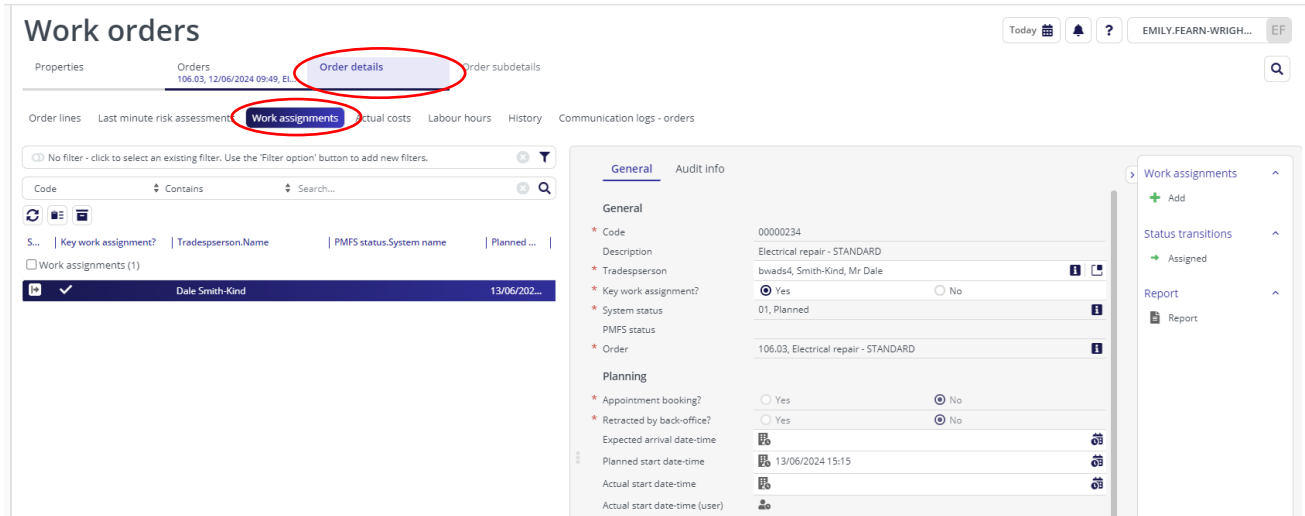 Work orders
Today
?
EMILY.FEARN-WRIGH...
EF
Properties
Orders
106.03, 12/06/2024 09:49, El...
Order details
Order subdetails
Order lines
Last minute risk assessment
Work assignments
Actual costs
Labour hours
History
Communication logs - orders
No filter - click to select an existing filter. Use the 'Filter option' button to add new filters.
Code
Contains
Search...
S...
Key work assignment?
Tradespserson.Name
PMFS status.System name
Planned ...
Work assignments (1)
Dale Smith-Kind
13/06/202...
General
Audit info
General
* Code 00000234
Description Electrical repair - STANDARD
* Tradespserson bwads4, Smith-Kind, Mr Dale
* Key work assignment? Yes No
* System status 01, Planned
PMFS status
* Order 106.03, Electrical repair - STANDARD
Planning
* Appointment booking? Yes No
* Retracted by back-office? Yes No
Expected arrival date-time
Planned start date-time 13/06/2024 15:15
Actual start date-time
Actual start date-time (user)
Work assignments
Add
Status transitions
Assigned
Report
Report